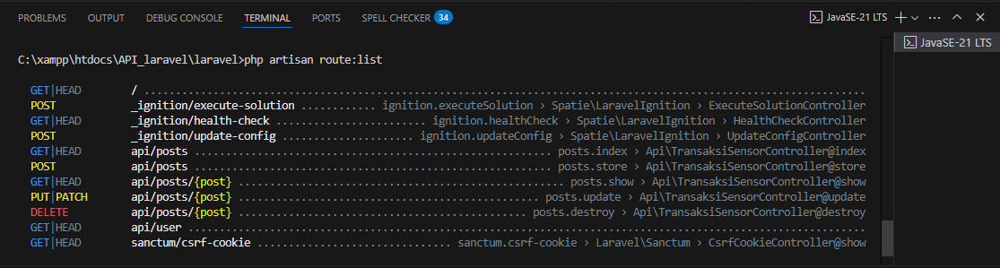 PROBLEMS OUTPUT DEBUG CONSOLE TERMINAL PORTS SPELL CHECKER 34 JavaSE-21 LTS
JavaSE-21 LTS
C:\xampp\htdocs\API_laravel\laravel>php artisan route:list
GET|HEAD / ....................................................................................................................
POST _ignition/execute-solution ............ ignition.executeSolution › Spatie\LaravelIgnition › ExecuteSolutionController
GET|HEAD _ignition/health-check ........................ ignition.healthCheck › Spatie\LaravelIgnition › HealthCheckController
POST _ignition/update-config ..................... ignition.updateConfig › Spatie\LaravelIgnition › UpdateConfigController
GET|HEAD api/posts .......................................................... posts.index › Api\TransaksiSensorController@index
POST api/posts .......................................................... posts.store › Api\TransaksiSensorController@store
GET|HEAD api/posts/{post} .................................................... posts.show › Api\TransaksiSensorController@show
PUT|PATCH api/posts/{post} ................................................ posts.update › Api\TransaksiSensorController@update
DELETE api/posts/{post} .............................................. posts.destroy › Api\TransaksiSensorController@destroy
GET|HEAD api/user .............................................................................................................
GET|HEAD sanctum/csrf-cookie ................................ sanctum.csrf-cookie › Laravel\Sanctum › CsrfCookieController@show